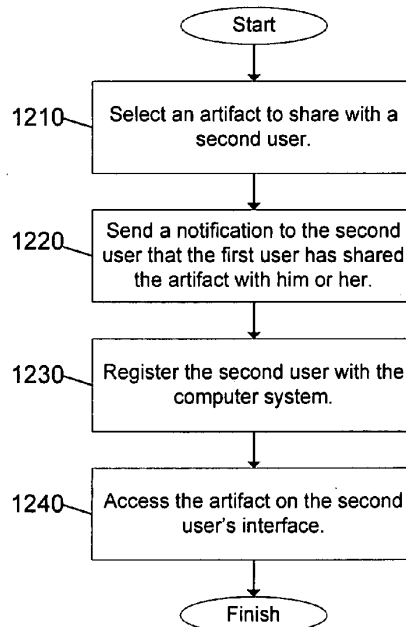 Start
1210
Select an artifact to share with a
second user.
1220
Send a notification to the second
user that the first user has shared
the artifact with him or her.
1230
Register the second user with the
computer system.
1240
Access the artifact on the second
user's interface.
Finish